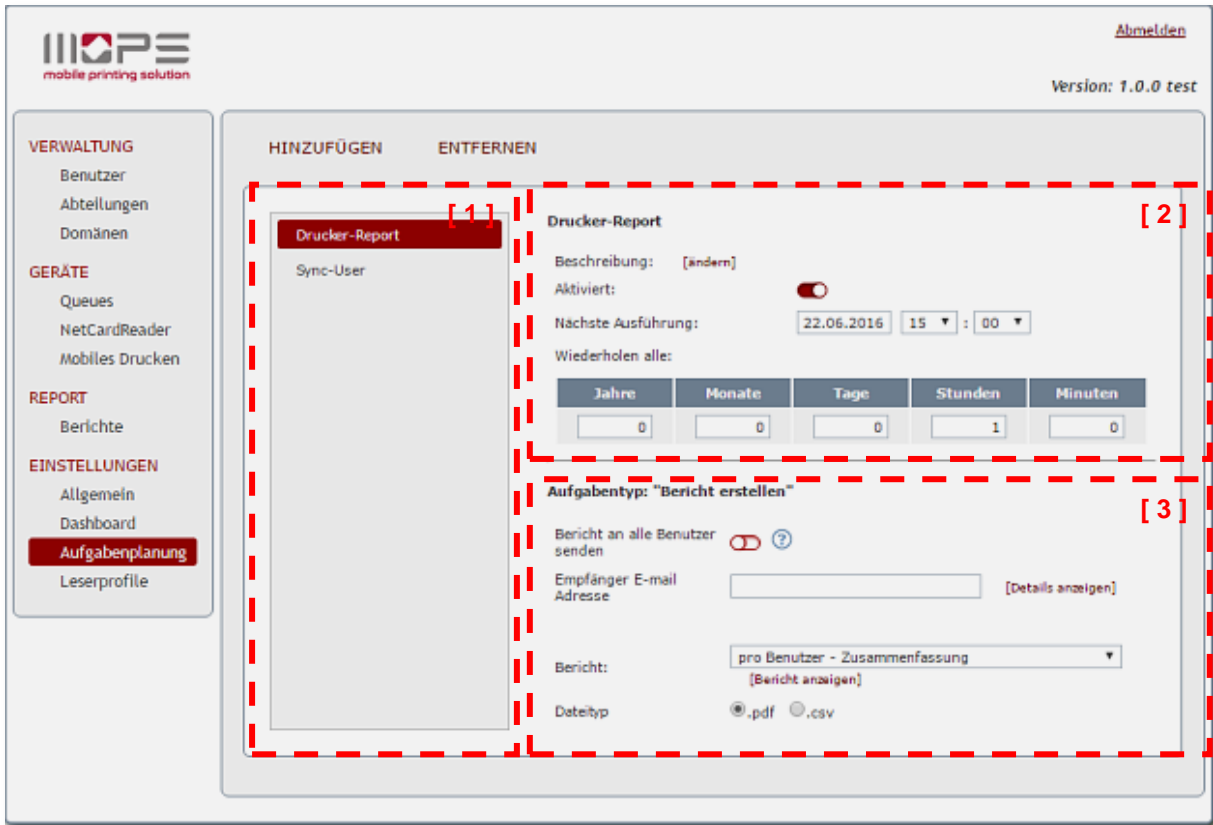 MOPS
mobile printing solution
Abmelden
Version: 1.0.0 test
VERWALTUNG
Benutzer
Abteilungen
Domänen
GERÄTE
Queues
NetCardReader
Mobiles Drucken
REPORT
Berichte
EINSTELLUNGEN
Allgemein
Dashboard
Aufgabenplanung
Leserprofile
HINZUFÜGEN ENTFERNEN
[ 1 ]
Drucker-Report
Sync-User
[ 2 ]
Drucker-Report
Beschreibung: [ändern]
Aktiviert:
Nächste Ausführung: 22.06.2016 15 : 00
Wiederholen alle:
Jahre Monate Tage Stunden Minuten
0 0 0 1 0
[ 3 ]
Aufgabentyp: "Bericht erstellen"
Bericht an alle Benutzer
senden ?
Empfänger E-mail
Adresse [Details anzeigen]
Bericht: pro Benutzer - Zusammenfassung
[Bericht anzeigen]
Dateityp .pdf .csv